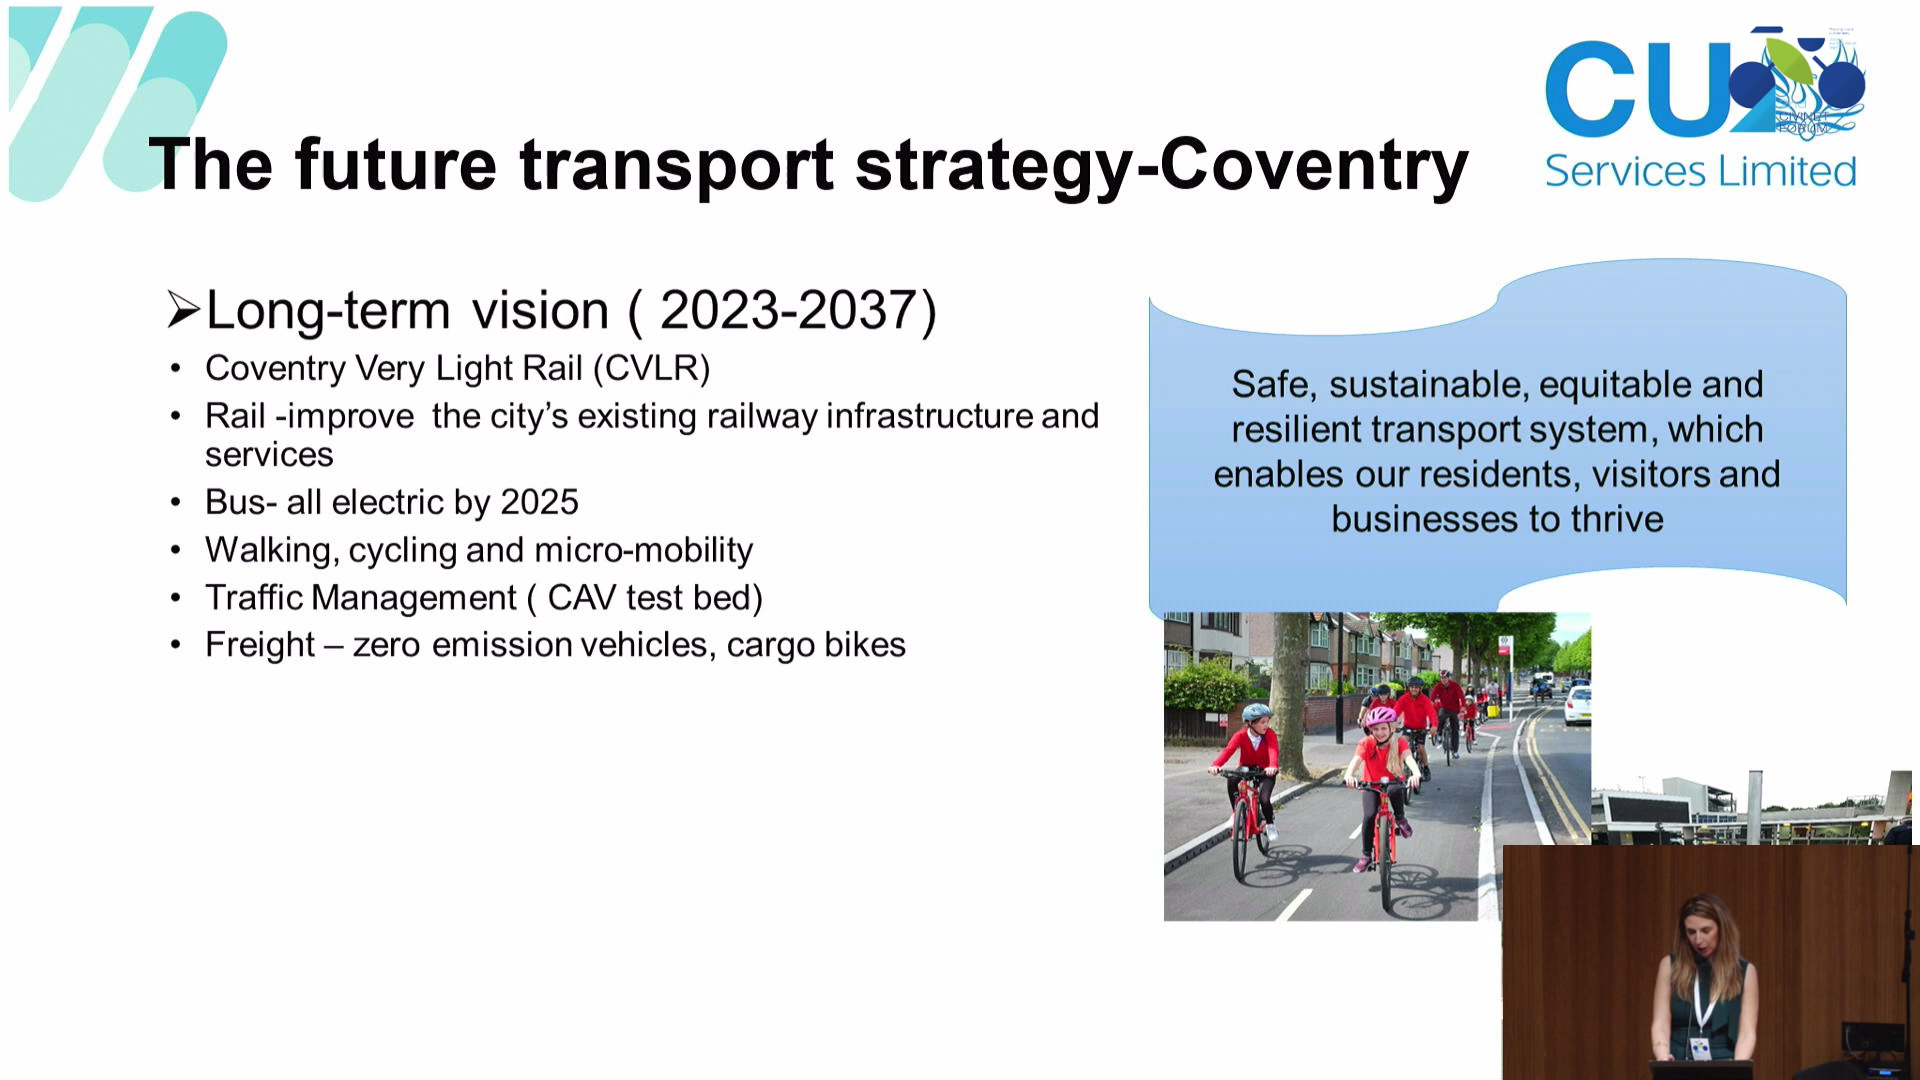 CU
CIVINET
FORUM
Services Limited
The future transport strategy-Coventry
Long-term vision ( 2023-2037)
Coventry Very Light Rail (CVLR)
Rail -improve the city’s existing railway infrastructure and
services
Bus- all electric by 2025
Walking, cycling and micro-mobility
Traffic Management ( CAV test bed)
Freight – zero emission vehicles, cargo bikes
Safe, sustainable, equitable and
resilient transport system, which
enables our residents, visitors and
businesses to thrive